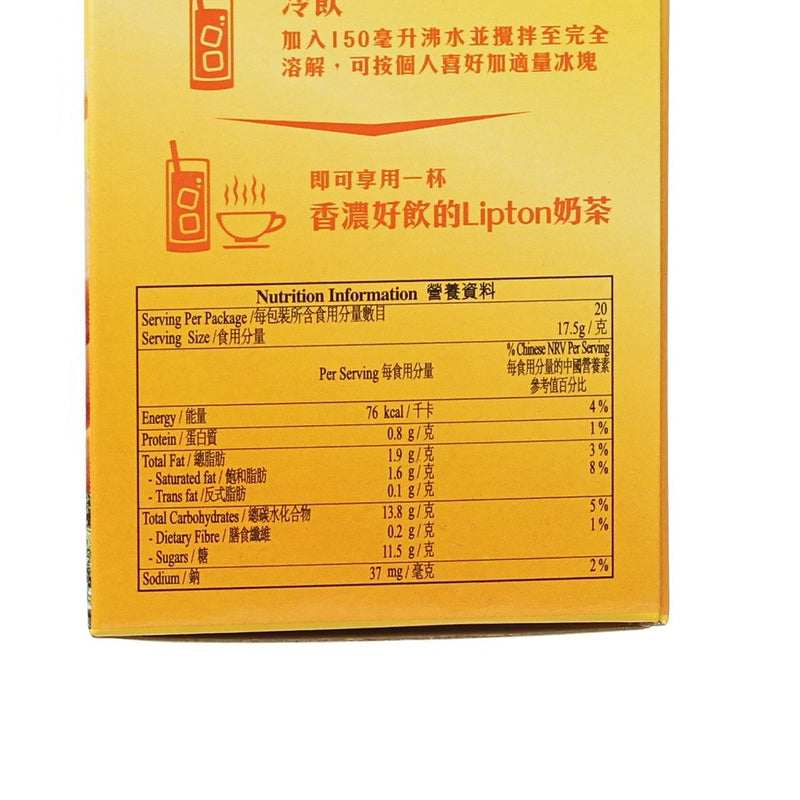 冷飲
加入150毫升沸水並攪拌至完全
溶解，可按個人喜好加適量冰塊
即可享用一杯
香濃好飲的Lipton奶茶
Nutrition Information 營養資料
Serving Per Package /每包裝所含食用分量數目 20
Serving Size /食用分量 17.5g / 克
Per Serving 每食用分量 % Chinese NRV Per Serving
每食用分量的中國營養素
參考值百分比
Energy / 能量 76 kcal / 千卡 4%
Protein / 蛋白質 0.8 g / 克 1%
Total Fat / 總脂肪 1.9 g / 克 3%
- Saturated fat / 飽和脂肪 1.6 g / 克 8%
- Trans fat /反式脂肪 0.1 g / 克
Total Carbohydrates / 總碳水化合物 13.8 g / 克 5%
- Dietary Fibre / 膳食纖維 0.2 g / 克 1%
- Sugars / 糖 11.5 g / 克
Sodium / 鈉 37 mg / 毫克 2%